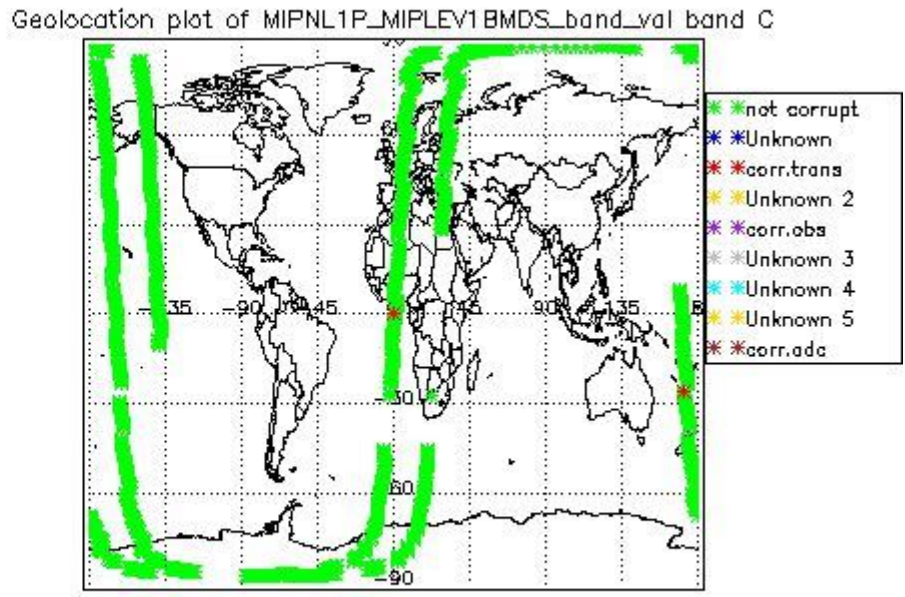 Geolocation plot of MIPNL1P_MIPLEV1BMDS_band_val band C
not corrupt
Unknown
corr.trans
Unknown 2
corr.obs
Unknown 3
Unknown 4
Unknown 5
corr.adc
-135 -90 -45 45 90 135
-30
-60
-90